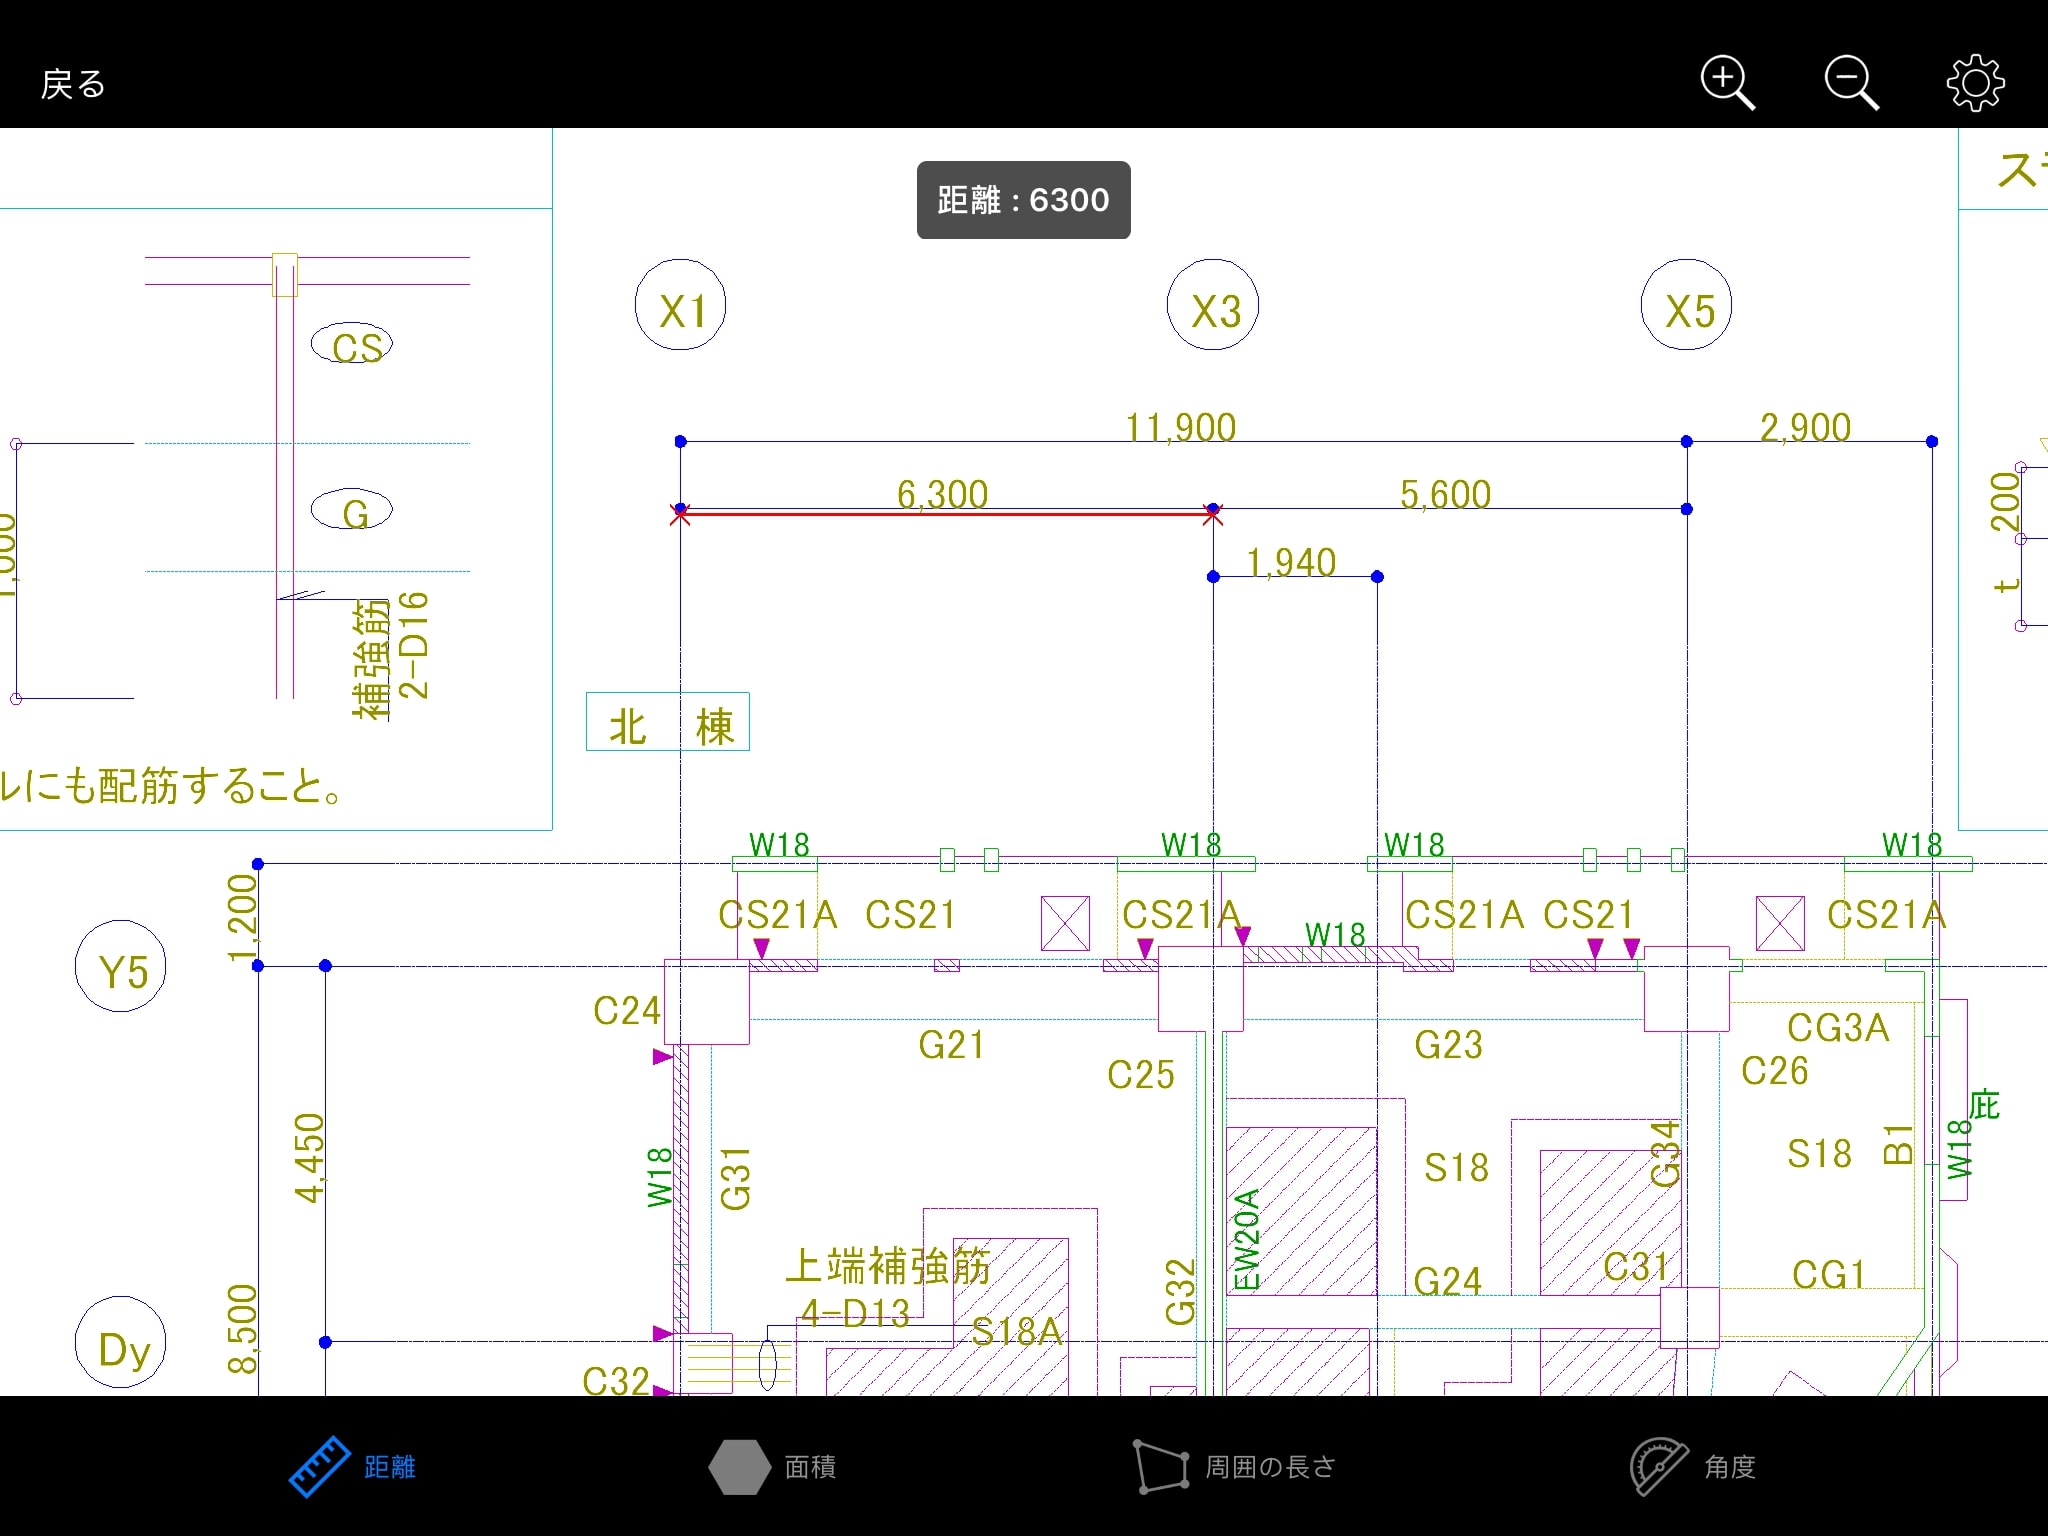 戻る
距離 : 6300
X1
X3
X5
CS
G
補強筋
2-D16
ルにも配筋すること。
11,900
2,900
6,300
5,600
1,940
200
t
北 棟
W18
W18
W18
W18
1,200
CS21A
CS21
CS21A
CS21A
CS21
CS21A
W18
Y5
C24
G21
C25
G23
CG3A
C26
庇
4,450
W18
G31
S18
G34
S18
B1
W18
EW20A
上端補強筋
4-D13
S18A
G32
G24
C31
CG1
8,500
Dy
C32
距離
面積
周囲の長さ
角度